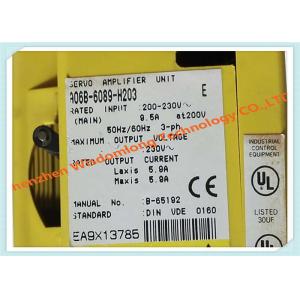 SERVO AMPLIFIER UNIT
A06B-6089-H203 E
RATED INPUT :200-230V~
(MAIN) 9.5A at200V
50Hz/60Hz 3-ph
MAXIMUM OUTPUT VOLTAGE
230V~
RATED OUTPUT CURRENT
Laxis 5.9A
Maxis 5.9A
MANUAL No. :B-65192
STANDARD :DIN VDE 0160
EA9X13785
CE
INDUSTRIAL
CONTROL
EQUIPMENT
UL
LISTED
30UF